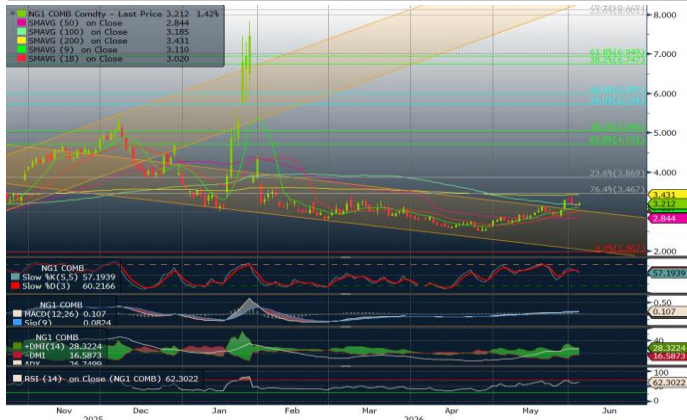 NG1 COMB Comdty - Last Price 3.212 1.42%
SMAVG (50) on Close 2.844
SMAVG (100) on Close 3.185
SMAVG (200) on Close 3.431
SMAVG (9) on Close 3.110
SMAVG (18) on Close 3.020
8.000
61.8%(6.949)
7.000
38.2%(6.747)
6.000
5.000
4.000
23.6%(3.869)
76.4%(3.467)
3.431
3.212
2.844
2.000
NG1 COMB
Slow %K(5,5) 57.1939
Slow %D(3) 60.2166
57.1939
NG1 COMB
MACD(12,26) 0.107
Sig(9) 0.0824
0.50
0.107
NG1 COMB
+DMI(14) 28.3224
-DMI 16.5873
ADX 26.7499
40
28.3224
16.5873
RSI (14) on Close (NG1 COMB) 62.3022
100
62.3022
0
Nov Dec Jan Feb Mar Apr May Jun
2025 2026